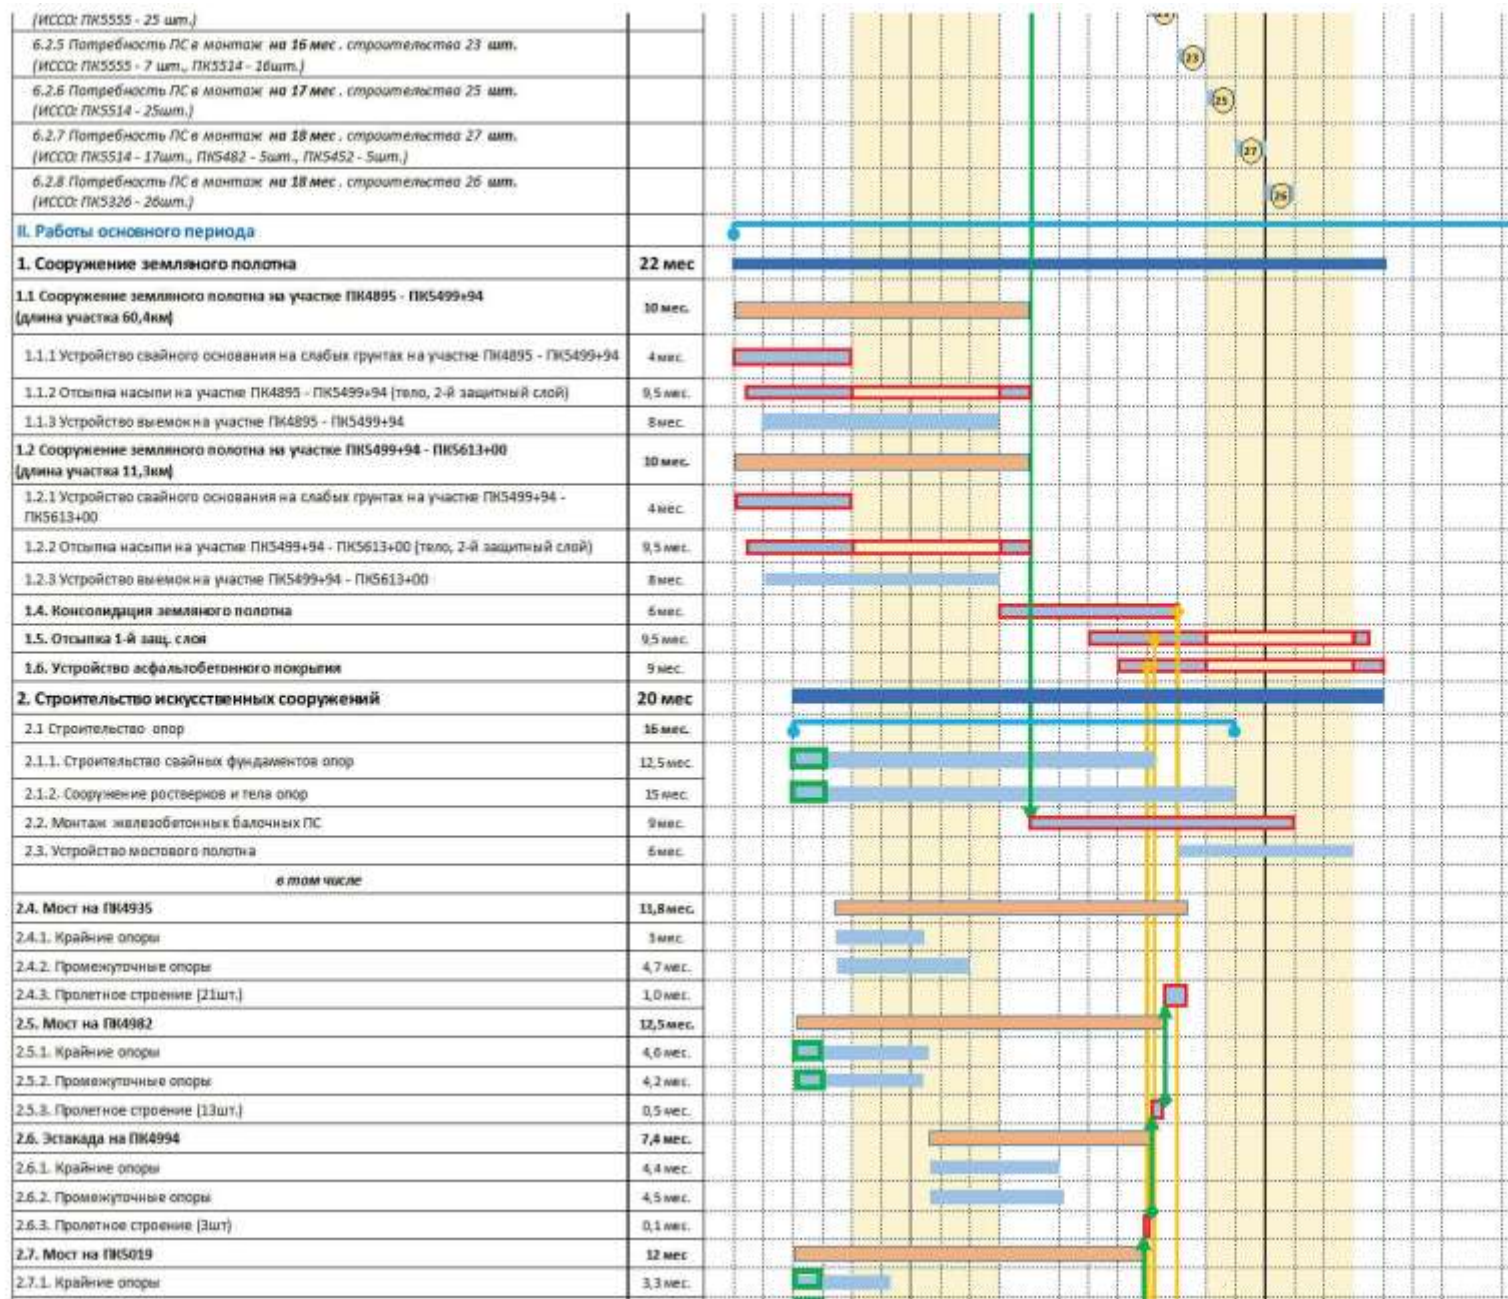 (ИССО: ПК5555 - 25 шт.)
6.2.5 Потребность ПС в монтаж на 16 мес. строительства 23 шт.
(ИССО: ПК5555 - 7 шт., ПК5514 - 16шт.)
23
6.2.6 Потребность ПС в монтаж на 17 мес. строительства 25 шт.
(ИССО: ПК5514 - 25шт.)
25
6.2.7 Потребность ПС в монтаж на 18 мес. строительства 27 шт.
(ИССО: ПК5514 - 17шт., ПК5482 - 5шт., ПК5452 - 5шт.)
27
6.2.8 Потребность ПС в монтаж на 18 мес. строительства 26 шт.
(ИССО: ПК5326 - 26шт.)
26
II. Работы основного периода
1. Сооружение земляного полотна 22 мес
1.1 Сооружение земляного полотна на участке ПК4895 - ПК5499+94
(длина участка 60,4км) 10 мес.
1.1.1 Устройство свайного основания на слабых грунтах на участке ПК4895 - ПК5499+94 4 мес.
1.1.2 Отсыпка насыпи на участке ПК4895 - ПК5499+94 (тело, 2-й защитный слой) 9,5 мес.
1.1.3 Устройство выемок на участке ПК4895 - ПК5499+94 8 мес.
1.2 Сооружение земляного полотна на участке ПК5499+94 - ПК5613+00
(длина участка 11,3км) 10 мес.
1.2.1 Устройство свайного основания на слабых грунтах на участке ПК5499+94 -
ПК5613+00 4 мес.
1.2.2 Отсыпка насыпи на участке ПК5499+94 - ПК5613+00 (тело, 2-й защитный слой) 9,5 мес.
1.2.3 Устройство выемок на участке ПК5499+94 - ПК5613+00 8 мес.
1.4. Консолидация земляного полотна 6 мес.
1.5. Отсыпка 1-й защ. слоя 9,5 мес.
1.6. Устройство асфальтобетонного покрытия 9 мес.
2. Строительство искусственных сооружений 20 мес
2.1 Строительство опор 16 мес.
2.1.1. Строительство свайных фундаментов опор 12,5 мес.
2.1.2. Сооружение ростверков и тела опор 15 мес.
2.2. Монтаж железобетонных балочных ПС 9 мес.
2.3. Устройство мостового полотна 6 мес.
в том числе
2.4. Мост на ПК4935 11,8 мес.
2.4.1. Крайние опоры 3 мес.
2.4.2. Промежуточные опоры 4,7 мес.
2.4.3. Пролетное строение (21шт.) 1,0 мес.
2.5. Мост на ПК4982 12,5 мес.
2.5.1. Крайние опоры 4,6 мес.
2.5.2. Промежуточные опоры 4,2 мес.
2.5.3. Пролетное строение (13шт.) 0,5 мес.
2.6. Эстакада на ПК4994 7,4 мес.
2.6.1. Крайние опоры 4,4 мес.
2.6.2. Промежуточные опоры 4,5 мес.
2.6.3. Пролетное строение (3шт) 0,1 мес.
2.7. Мост на ПК5019 12 мес
2.7.1. Крайние опоры 3,3 мес.